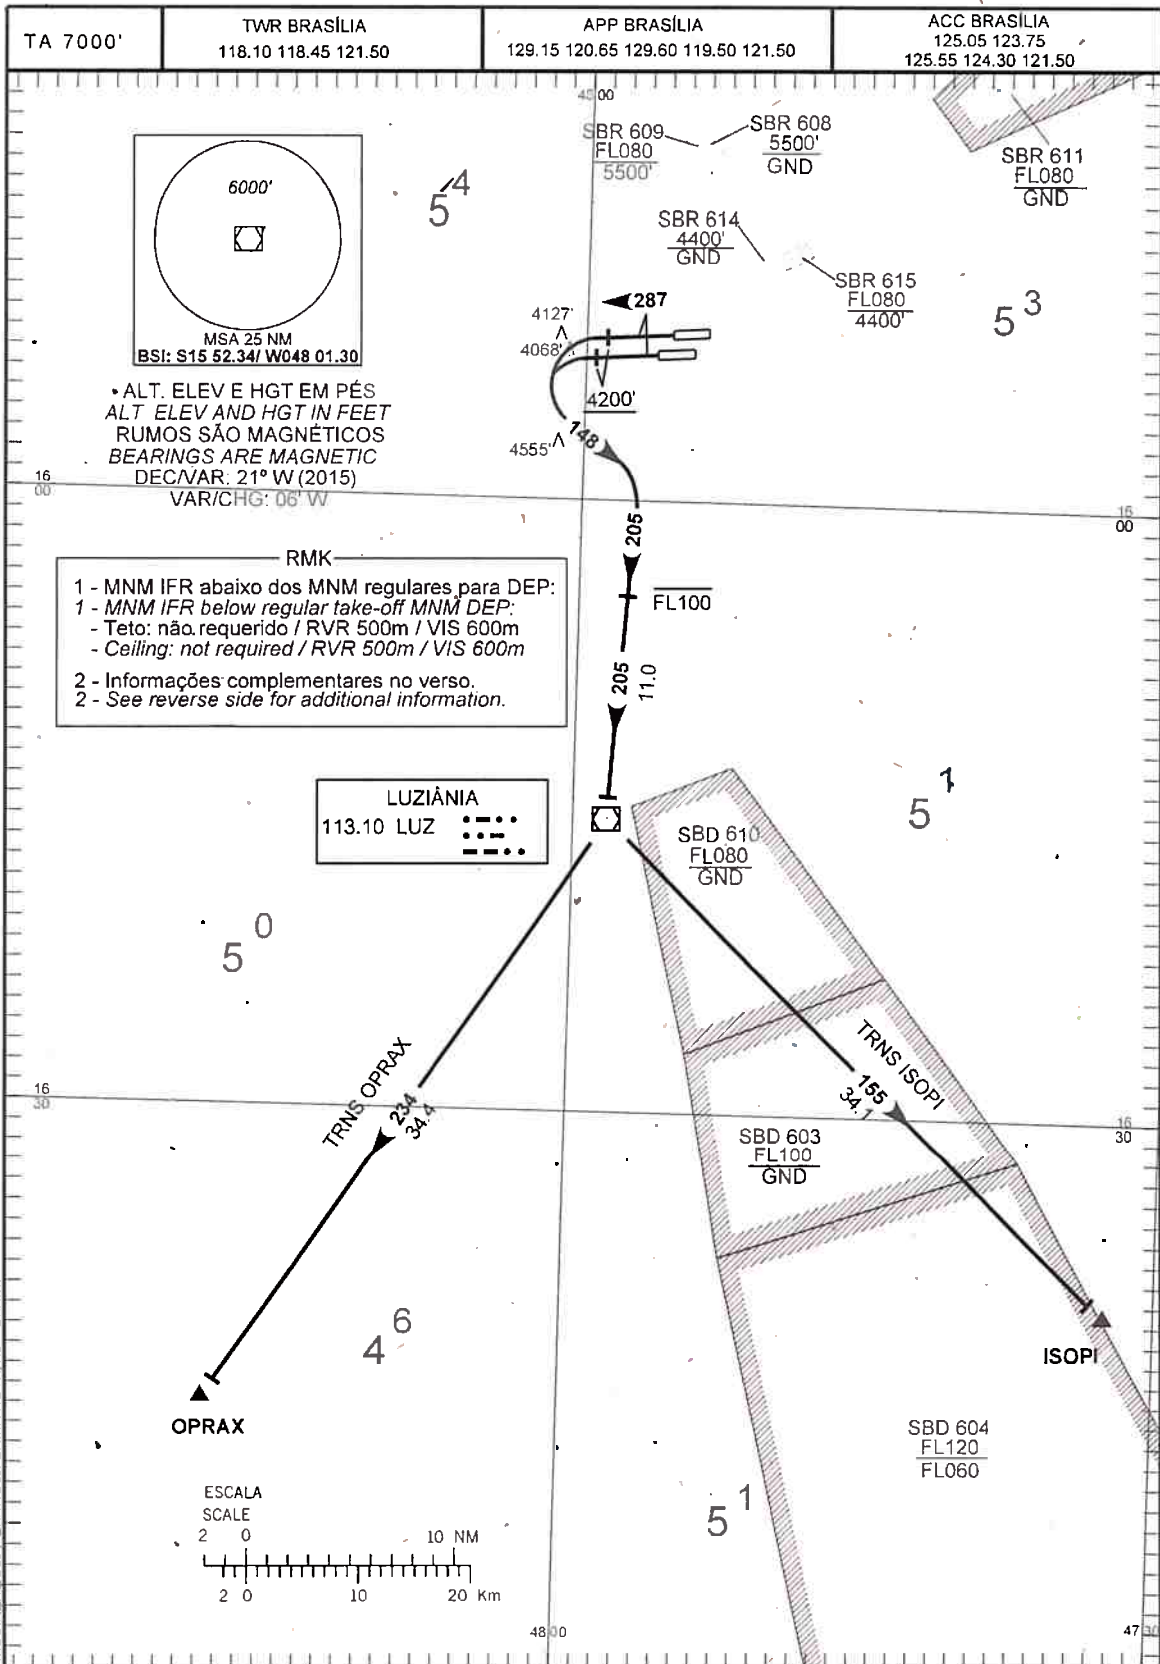 TA 7000'
TWR BRASÍLIA
118.10 118.45 121.50
APP BRASÍLIA
129.15 120.65 129.60 119.50 121.50
ACC BRASÍLIA
125.05 123.75
125.55 124.30 121.50
48 00
SBR 609
FL080
5500'
SBR 608
5500'
GND
SBR 611
FL080
GND
6000'
MSA 25 NM
BSI: S15 52.34/ W048 01.30
5 4
SBR 614
4400'
GND
SBR 615
FL080
4400'
5 3
287
4127'
4068'
4200'
4555'
148
• ALT. ELEV E HGT EM PÉS
ALT ELEV AND HGT IN FEET
RUMOS SÃO MAGNÉTICOS
BEARINGS ARE MAGNETIC
DEC/VAR: 21º W (2015)
VAR/CHG: 06' W
16
00
16
00
205
FL100
RMK
1 - MNM IFR abaixo dos MNM regulares para DEP:
1 - MNM IFR below regular take-off MNM DEP:
- Teto: não requerido / RVR 500m / VIS 600m
- Ceiling: not required / RVR 500m / VIS 600m
2 - Informações complementares no verso.
2 - See reverse side for additional information.
205
11.0
LUZIÂNIA
113.10 LUZ
5 1
SBD 610
FL080
GND
5 0
TRNS OPRAX
234
34.4
TRNS ISOPI
155
34.1
16
30
16
30
SBD 603
FL100
GND
4 6
ISOPI
OPRAX
SBD 604
FL120
FL060
5 1
ESCALA
SCALE
2 0 10 NM
2 0 10 20 Km
48 00
47 30